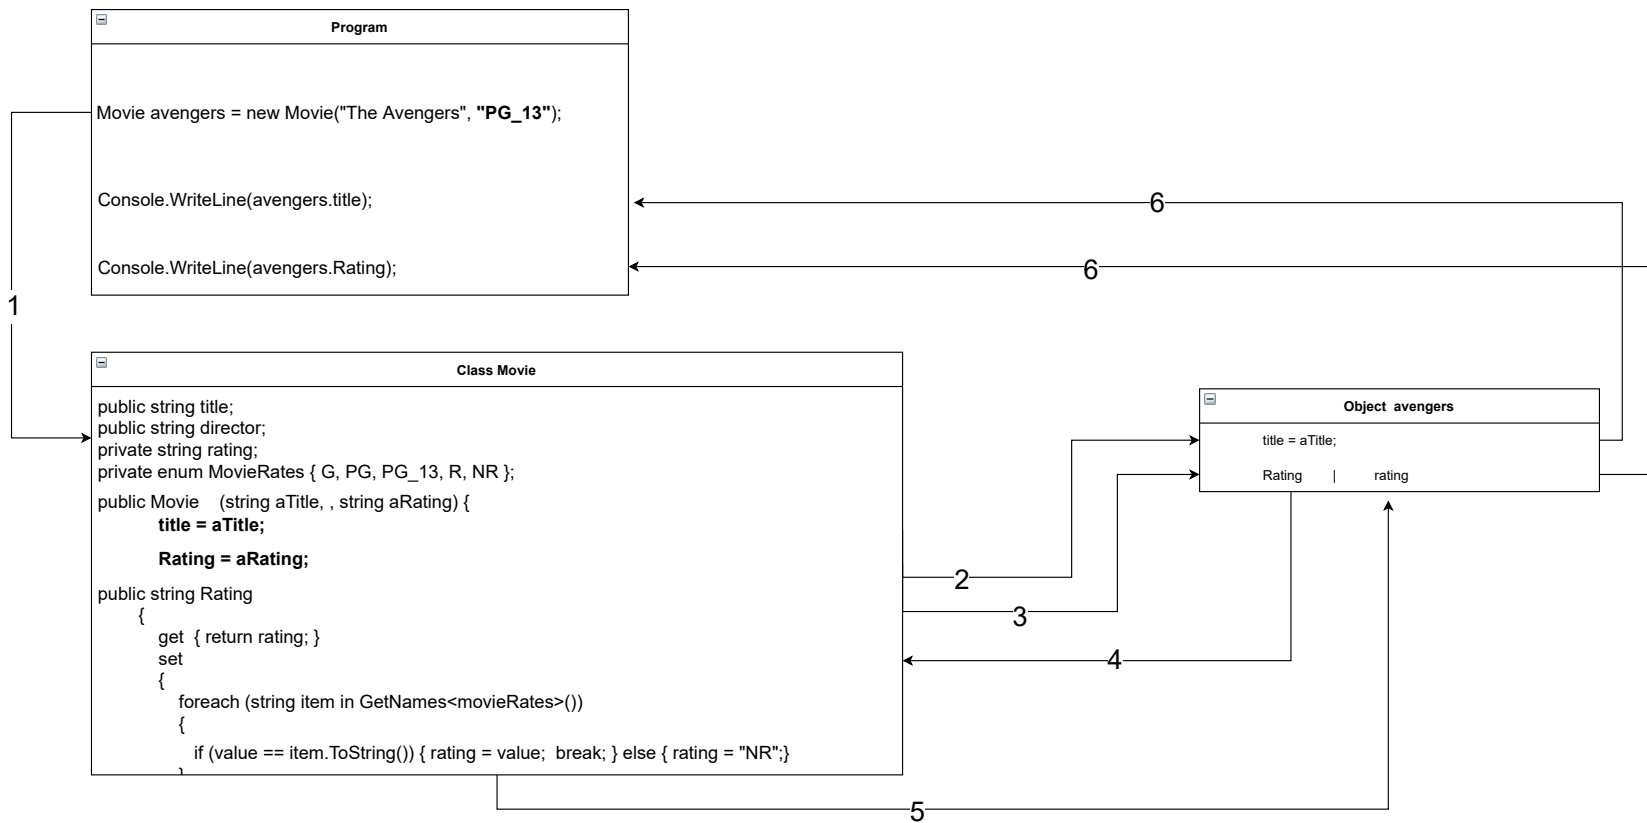 Program
Movie avengers = new Movie("The Avengers", "PG_13");
Console.WriteLine(avengers.title);
6
Console.WriteLine(avengers.Rating);
6
1
Class Movie
public string title;
public string director;
private string rating;
private enum MovieRates { G, PG, PG_13, R, NR };
public Movie (string aTitle, , string aRating) {
title = aTitle;
Rating = aRating;
public string Rating
{
get { return rating; }
set
{
foreach (string item in GetNames<movieRates>())
{
if (value == item.ToString()) { rating = value; break; } else { rating = "NR";}
}
Object avengers
title = aTitle;
Rating | rating
2
3
4
5